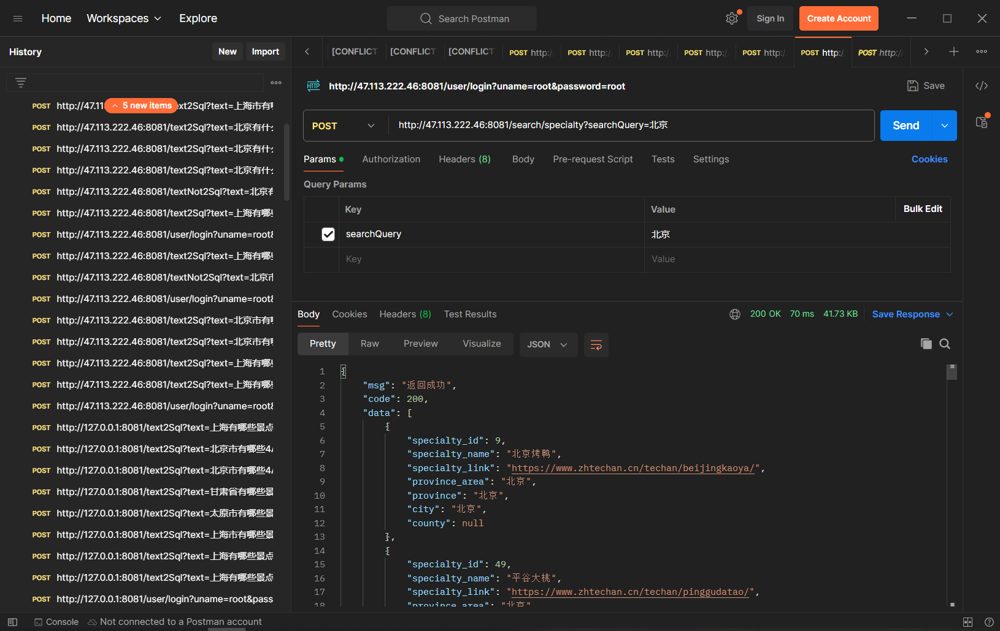 Home Workspaces Explore Search Postman Sign In Create Account
History New Import
[CONFLICT [CONFLICT [CONFLICT POST http:/ POST http:/ POST http:/ POST http:/ POST http:/ POST http:/ POST http://
5 new items
POST http://47.11 ext2Sql?text=上海市有
POST http://47.113.222.46:8081/text2Sql?text=北京有什
POST http://47.113.222.46:8081/text2Sql?text=北京有什
POST http://47.113.222.46:8081/text2Sql?text=北京有什
POST http://47.113.222.46:8081/textNot2Sql?text=北京有
POST http://47.113.222.46:8081/text2Sql?text=上海有哪
POST http://47.113.222.46:8081/user/login?uname=root&
POST http://47.113.222.46:8081/text2Sql?text=上海有哪
POST http://47.113.222.46:8081/textNot2Sql?text=北京市
POST http://47.113.222.46:8081/user/login?uname=root&
POST http://47.113.222.46:8081/text2Sql?text=北京市有
POST http://47.113.222.46:8081/text2Sql?text=北京市有
POST http://47.113.222.46:8081/text2Sql?text=上海有哪
POST http://47.113.222.46:8081/text2Sql?text=上海有哪
POST http://47.113.222.46:8081/user/login?uname=root&
POST http://127.0.0.1:8081/text2Sql?text=上海有哪些景点
POST http://127.0.0.1:8081/text2Sql?text=北京市有哪些4
POST http://127.0.0.1:8081/text2Sql?text=北京市有哪些4
POST http://127.0.0.1:8081/text2Sql?text=甘肃省有哪些景
POST http://127.0.0.1:8081/text2Sql?text=太原市有哪些景
POST http://127.0.0.1:8081/text2Sql?text=上海市有哪些景
POST http://127.0.0.1:8081/text2Sql?text=上海有哪些景点
POST http://127.0.0.1:8081/text2Sql?text=上海有哪些景点
POST http://127.0.0.1:8081/user/login?uname=root&pass
HTTP http://47.113.222.46:8081/user/login?uname=root&password=root Save
POST http://47.113.222.46:8081/search/specialty?searchQuery=北京 Send
Params Authorization Headers (8) Body Pre-request Script Tests Settings Cookies
Query Params
Key Value Bulk Edit
searchQuery 北京
Key Value
Body Cookies Headers (8) Test Results 200 OK 70 ms 41.73 KB Save Response
Pretty Raw Preview Visualize JSON
1 {
2 "msg": "返回成功",
3 "code": 200,
4 "data": [
5 {
6 "specialty_id": 9,
7 "specialty_name": "北京烤鸭",
8 "specialty_link": "https://www.zhtechan.cn/techan/beijingkaoya/",
9 "province_area": "北京",
10 "province": "北京",
11 "city": "北京",
12 "county": null
13 },
14 {
15 "specialty_id": 49,
16 "specialty_name": "平谷大桃",
17 "specialty_link": "https://www.zhtechan.cn/techan/pinggudatao/",
18 "province_area": "北京"
Console Not connected to a Postman account